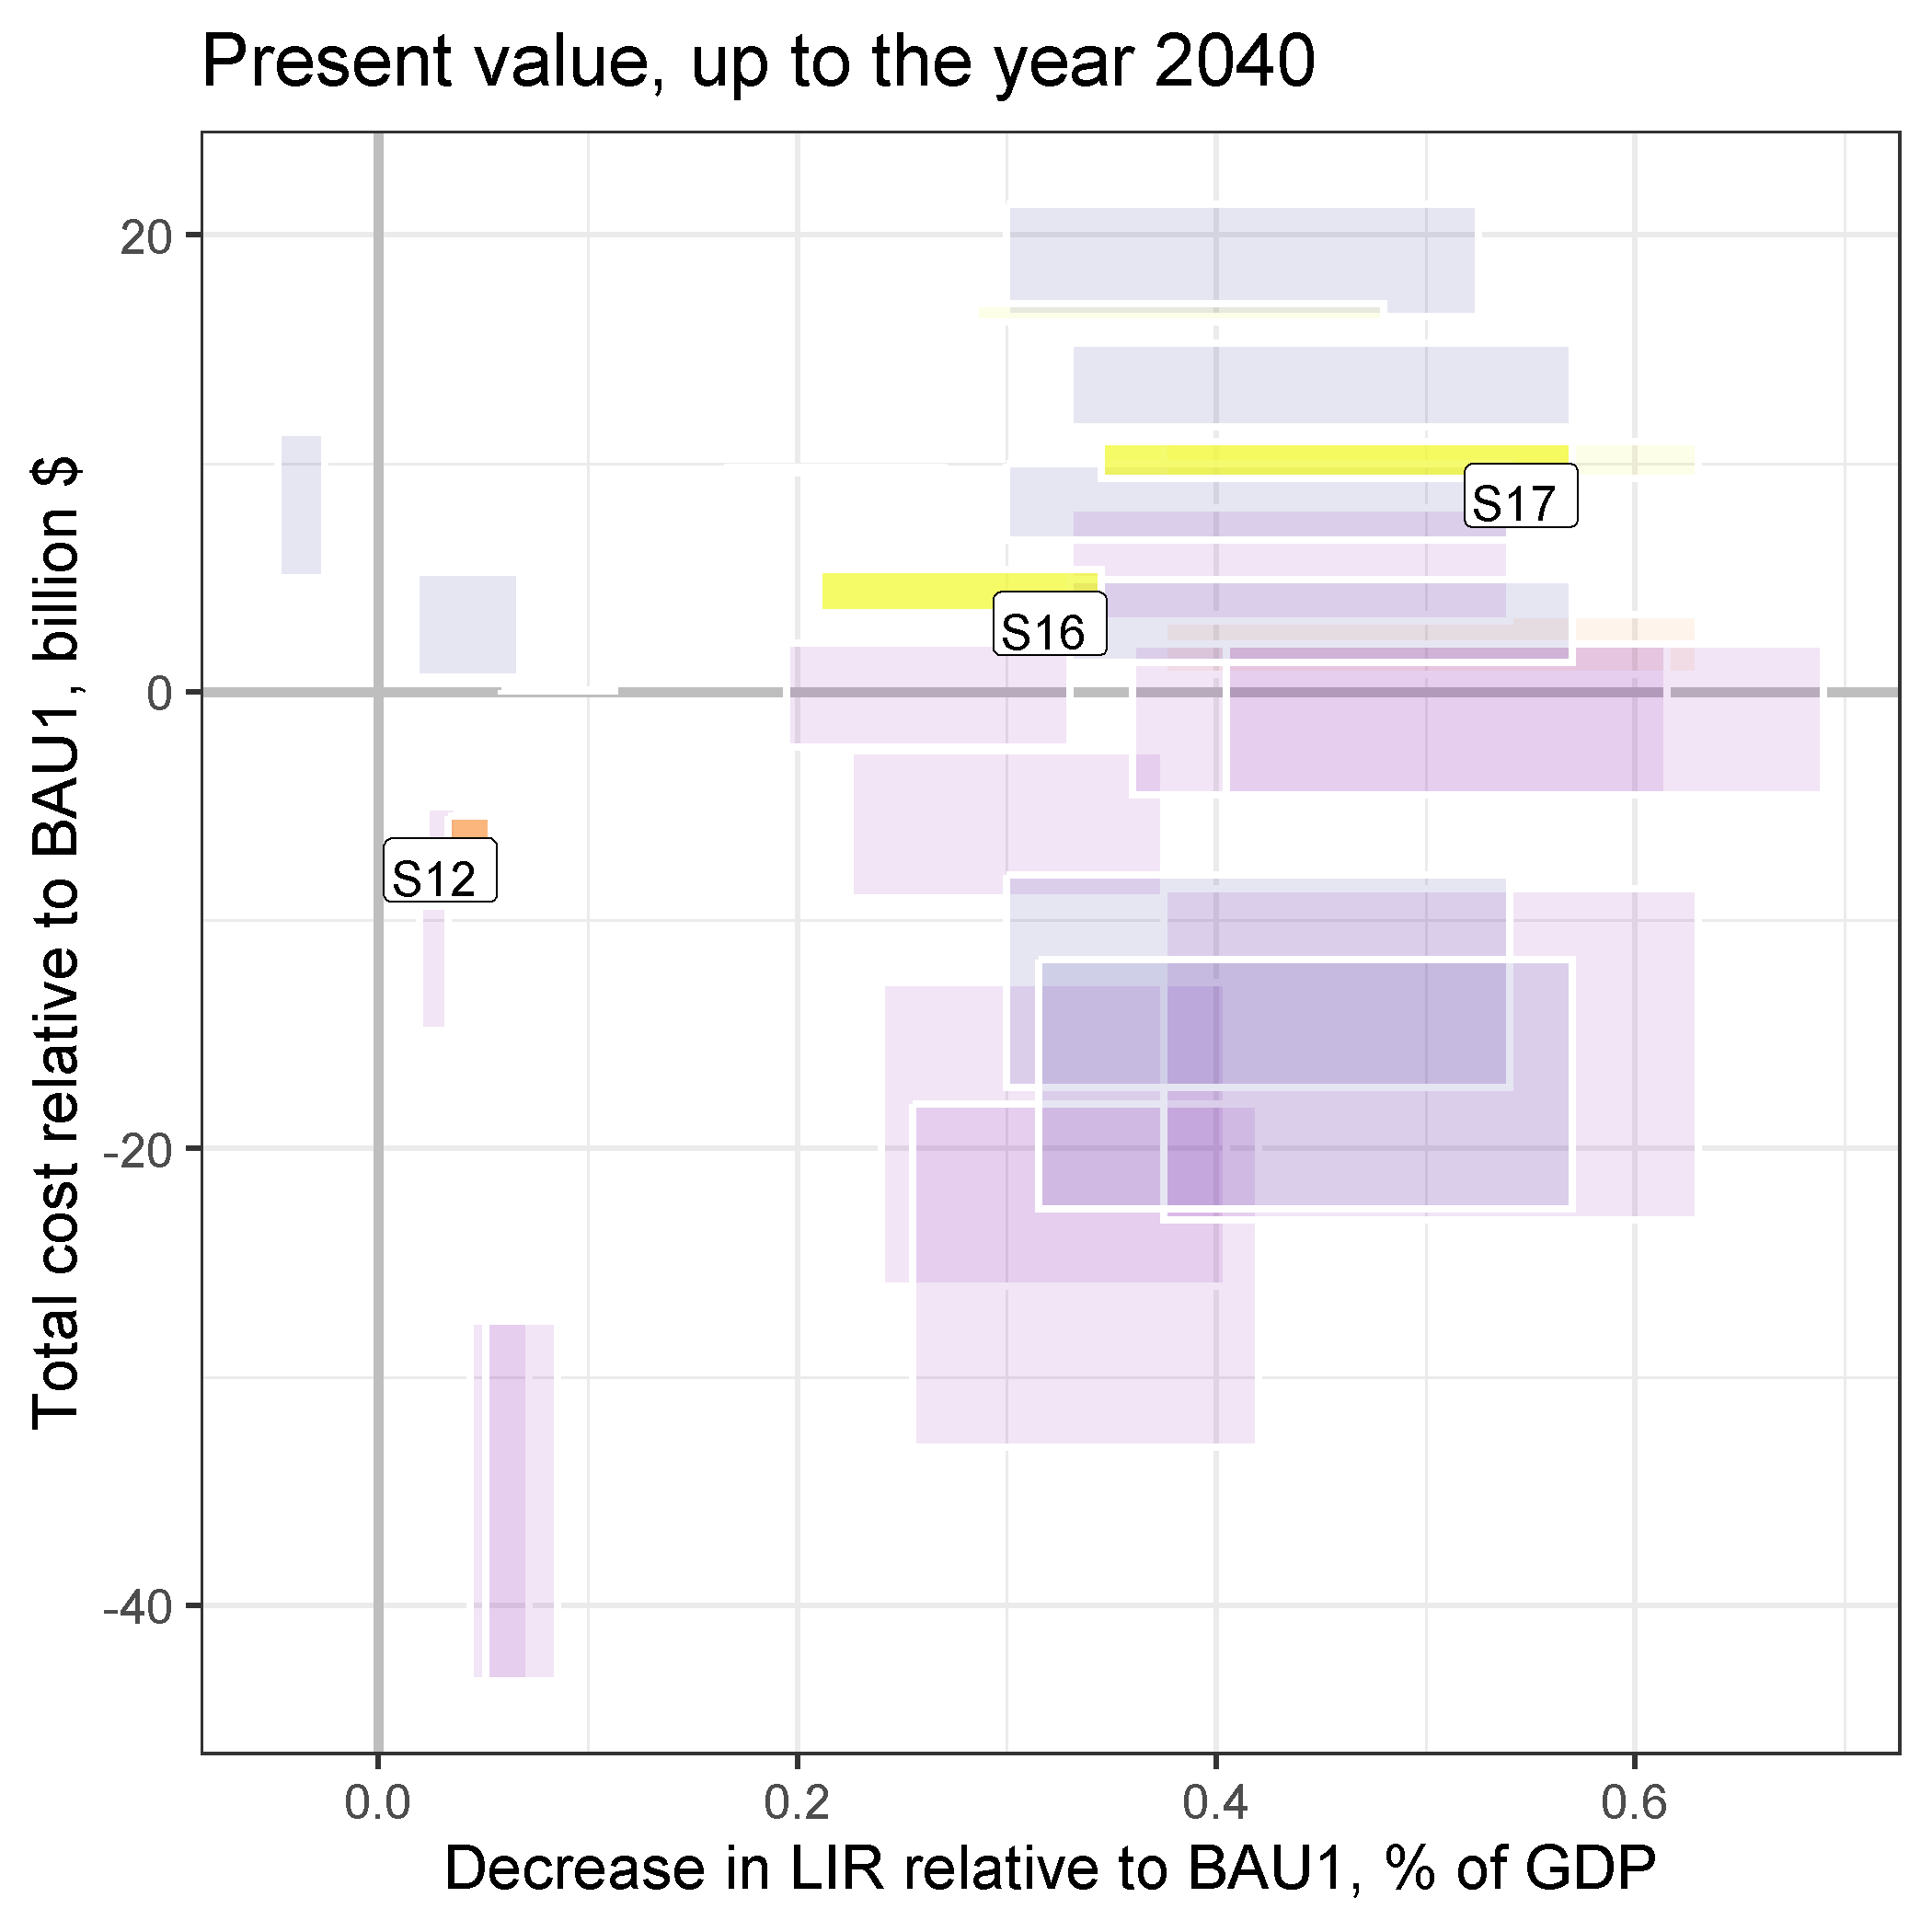 Present value, up to the year 2040
Total cost relative to BAU1, billion $
20
0
-20
-40
S17
S16
S12
0.0
0.2
0.4
0.6
Decrease in LIR relative to BAU1, % of GDP